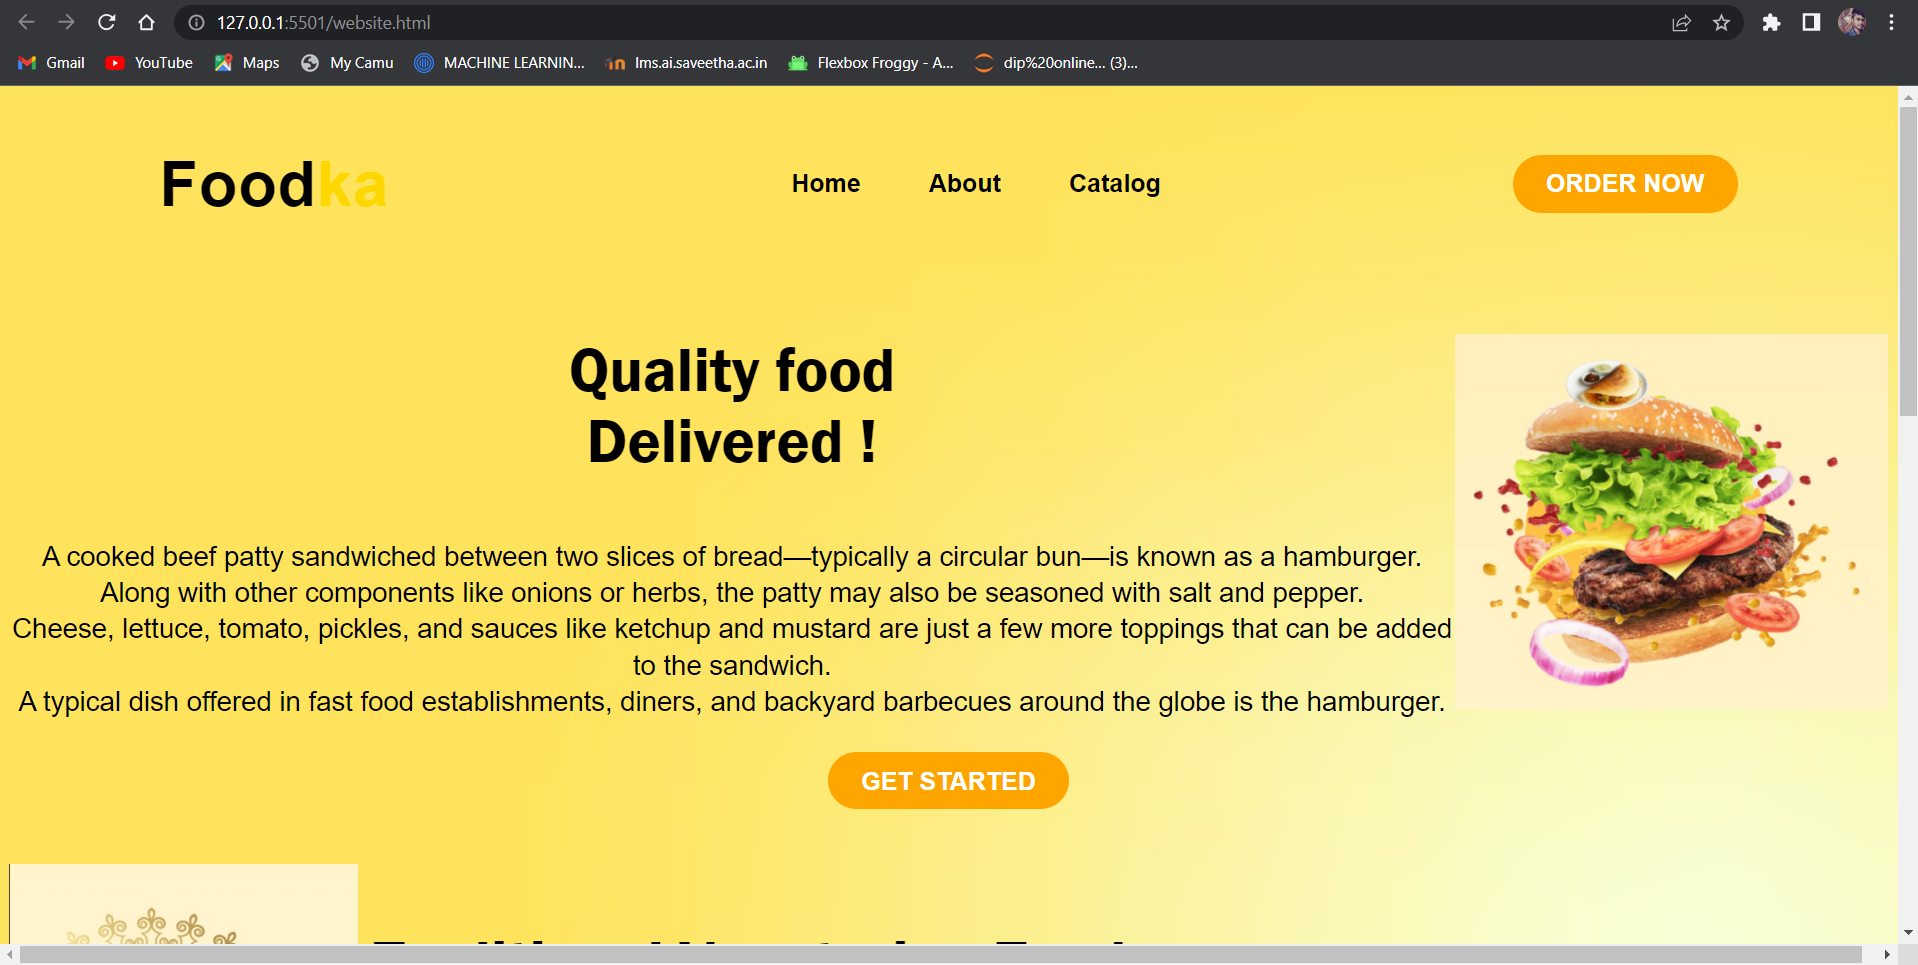 127.0.0.1:5501/website.html
Gmail YouTube Maps My Camu MACHINE LEARNIN... lms.ai.saveetha.ac.in Flexbox Froggy - A... dip%20online... (3)...
Foodka Home About Catalog ORDER NOW
Quality food
Delivered !
A cooked beef patty sandwiched between two slices of bread—typically a circular bun—is known as a hamburger.
Along with other components like onions or herbs, the patty may also be seasoned with salt and pepper.
Cheese, lettuce, tomato, pickles, and sauces like ketchup and mustard are just a few more toppings that can be added
to the sandwich.
A typical dish offered in fast food establishments, diners, and backyard barbecues around the globe is the hamburger.
GET STARTED